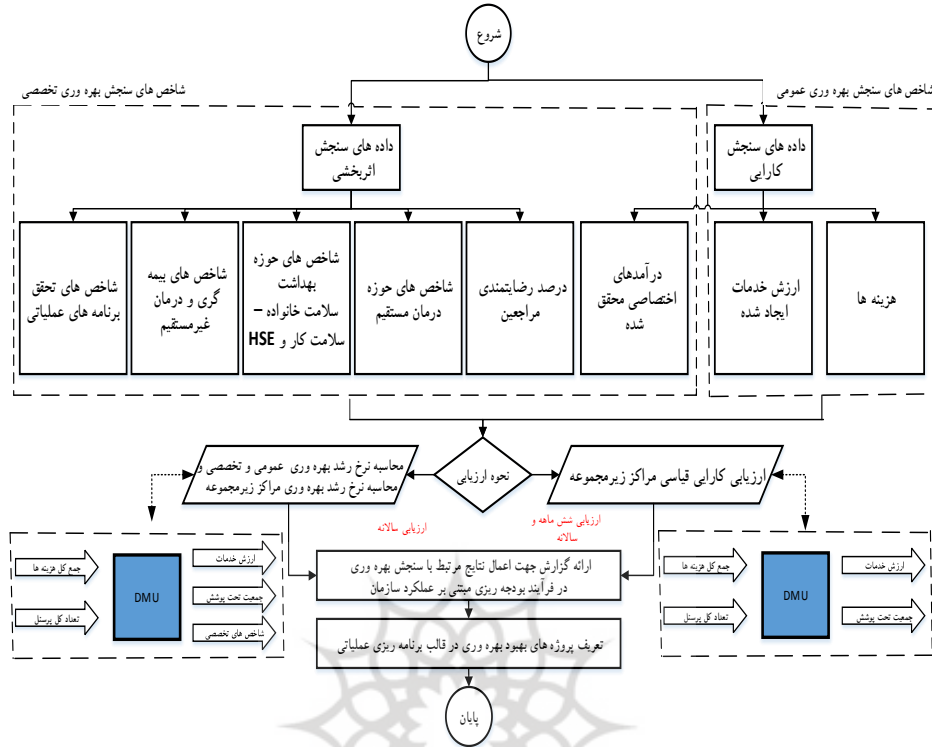 شروع
شاخص های سنجش بهره وری عمومی
شاخص های سنجش بهره وری تخصصی
داده های سنجش
کارایی
داده های سنجش
اثربخشی
هزینه ها
ارزش خدمات
ایجاد شده
درآمدهای
اختصاصی محقق
شده
درصد رضایتمندی
مراجعین
شاخص های حوزه
درمان مستقیم
شاخص های حوزه
بهداشت
سلامت خانواده –
سلامت کار و HSE
شاخص های بیمه
گری و درمان
غیرمستقیم
شاخص های تحقق
برنامه های عملیاتی
نحوه ارزیابی
ارزیابی کارایی قیاسی مراکز زیرمجموعه
محاسبه نرخ رشد بهره وری عمومی و تخصصی و
محاسبه نرخ رشد بهره وری مراکز زیرمجموعه
ارزیابی شش ماهه و
سالانه
ارزیابی سالانه
جمع کل هزینه ها
تعداد کل پرسنل
DMU
ارزش خدمات
جمعیت تحت پوشش
جمع کل هزینه ها
تعداد کل پرسنل
DMU
ارزش خدمات
جمعیت تحت پوشش
شاخص های تخصصی
ارائه گزارش جهت اعمال نتایج مرتبط با سنجش بهره وری
در فرآیند بودجه ریزی مبتنی بر عملکرد سازمان
تعریف پروژه های بهبود بهره وری در قالب برنامه ریزی عملیاتی
پایان